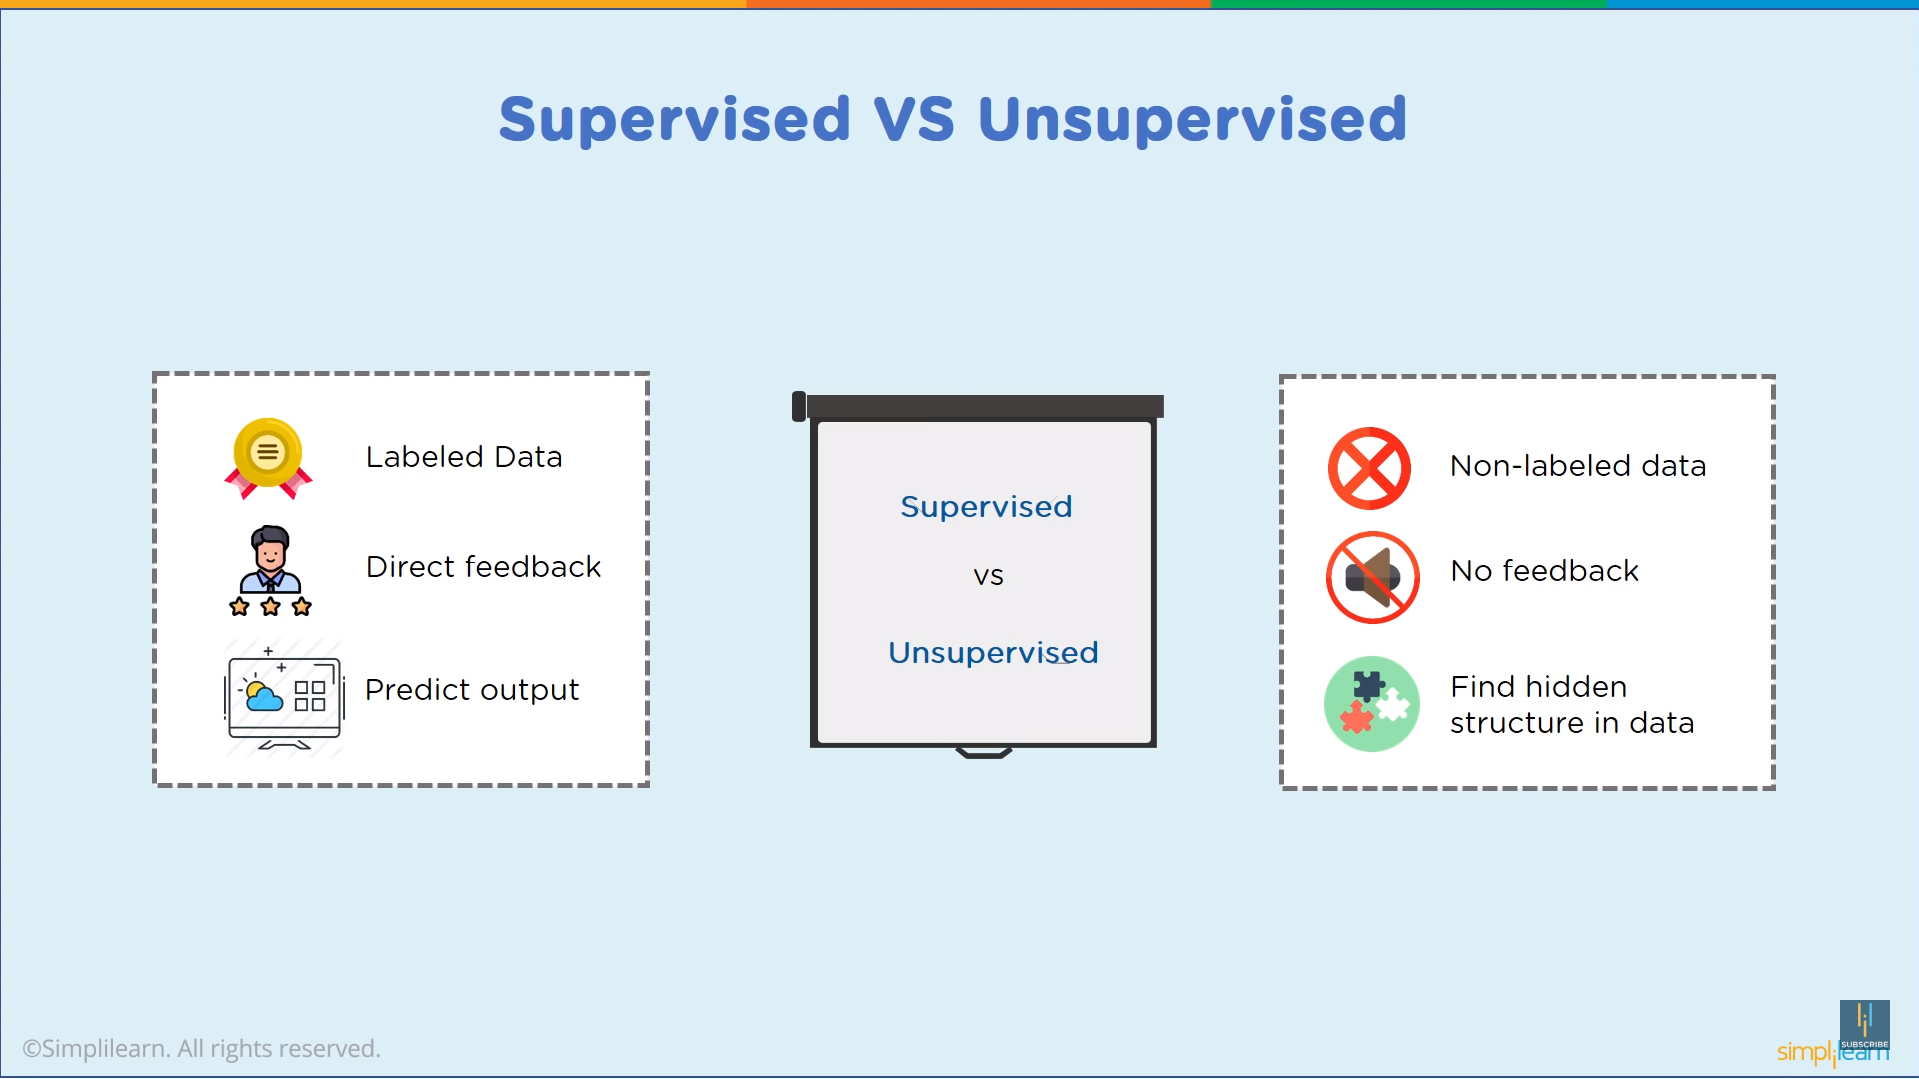 Supervised VS Unsupervised
Labeled Data
Direct feedback
Predict output
Supervised
vs
Unsupervised
Non-labeled data
No feedback
Find hidden
structure in data
©Simplilearn. All rights reserved.
SUBSCRIBE
simplilearn